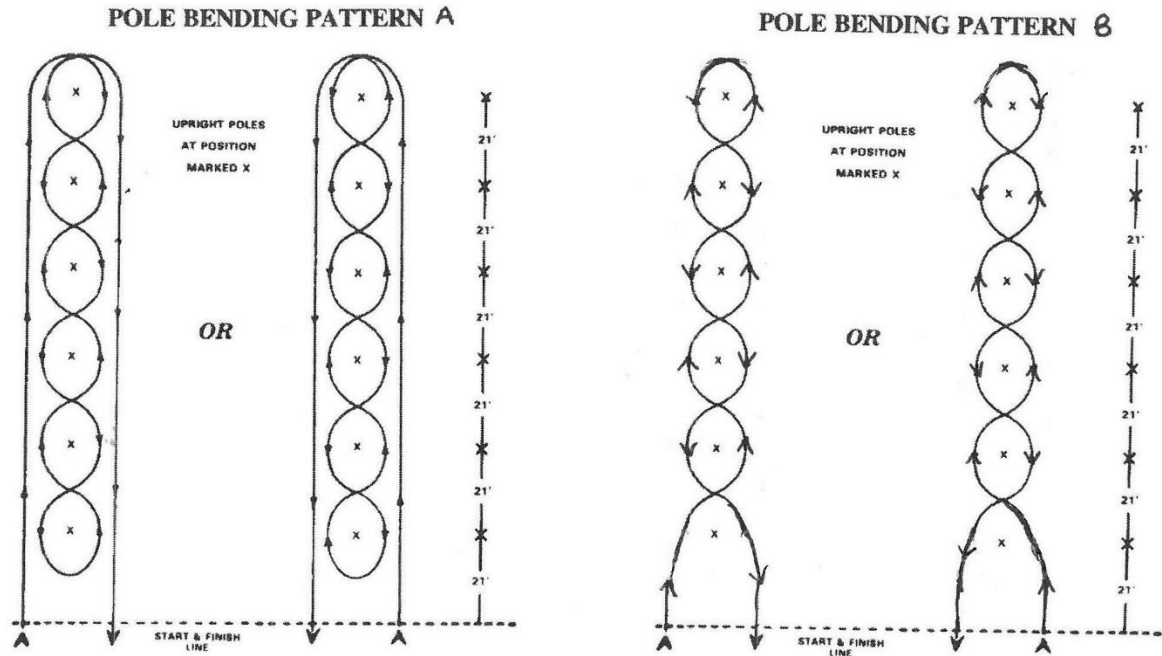 POLE BENDING PATTERN A
UPRIGHT POLES
AT POSITION
MARKED X
OR
X
X
X
X
X
X
X
X
X
X
X
X
X
21'
X
21'
X
21'
X
21'
X
21'
X
21'
START & FINISH
LINE
POLE BENDING PATTERN B
UPRIGHT POLES
AT POSITION
MARKED X
OR
X
X
X
X
X
X
X
X
X
X
X
X
X
21'
X
21'
X
21'
X
21'
X
21'
X
21'
START & FINISH
LINE